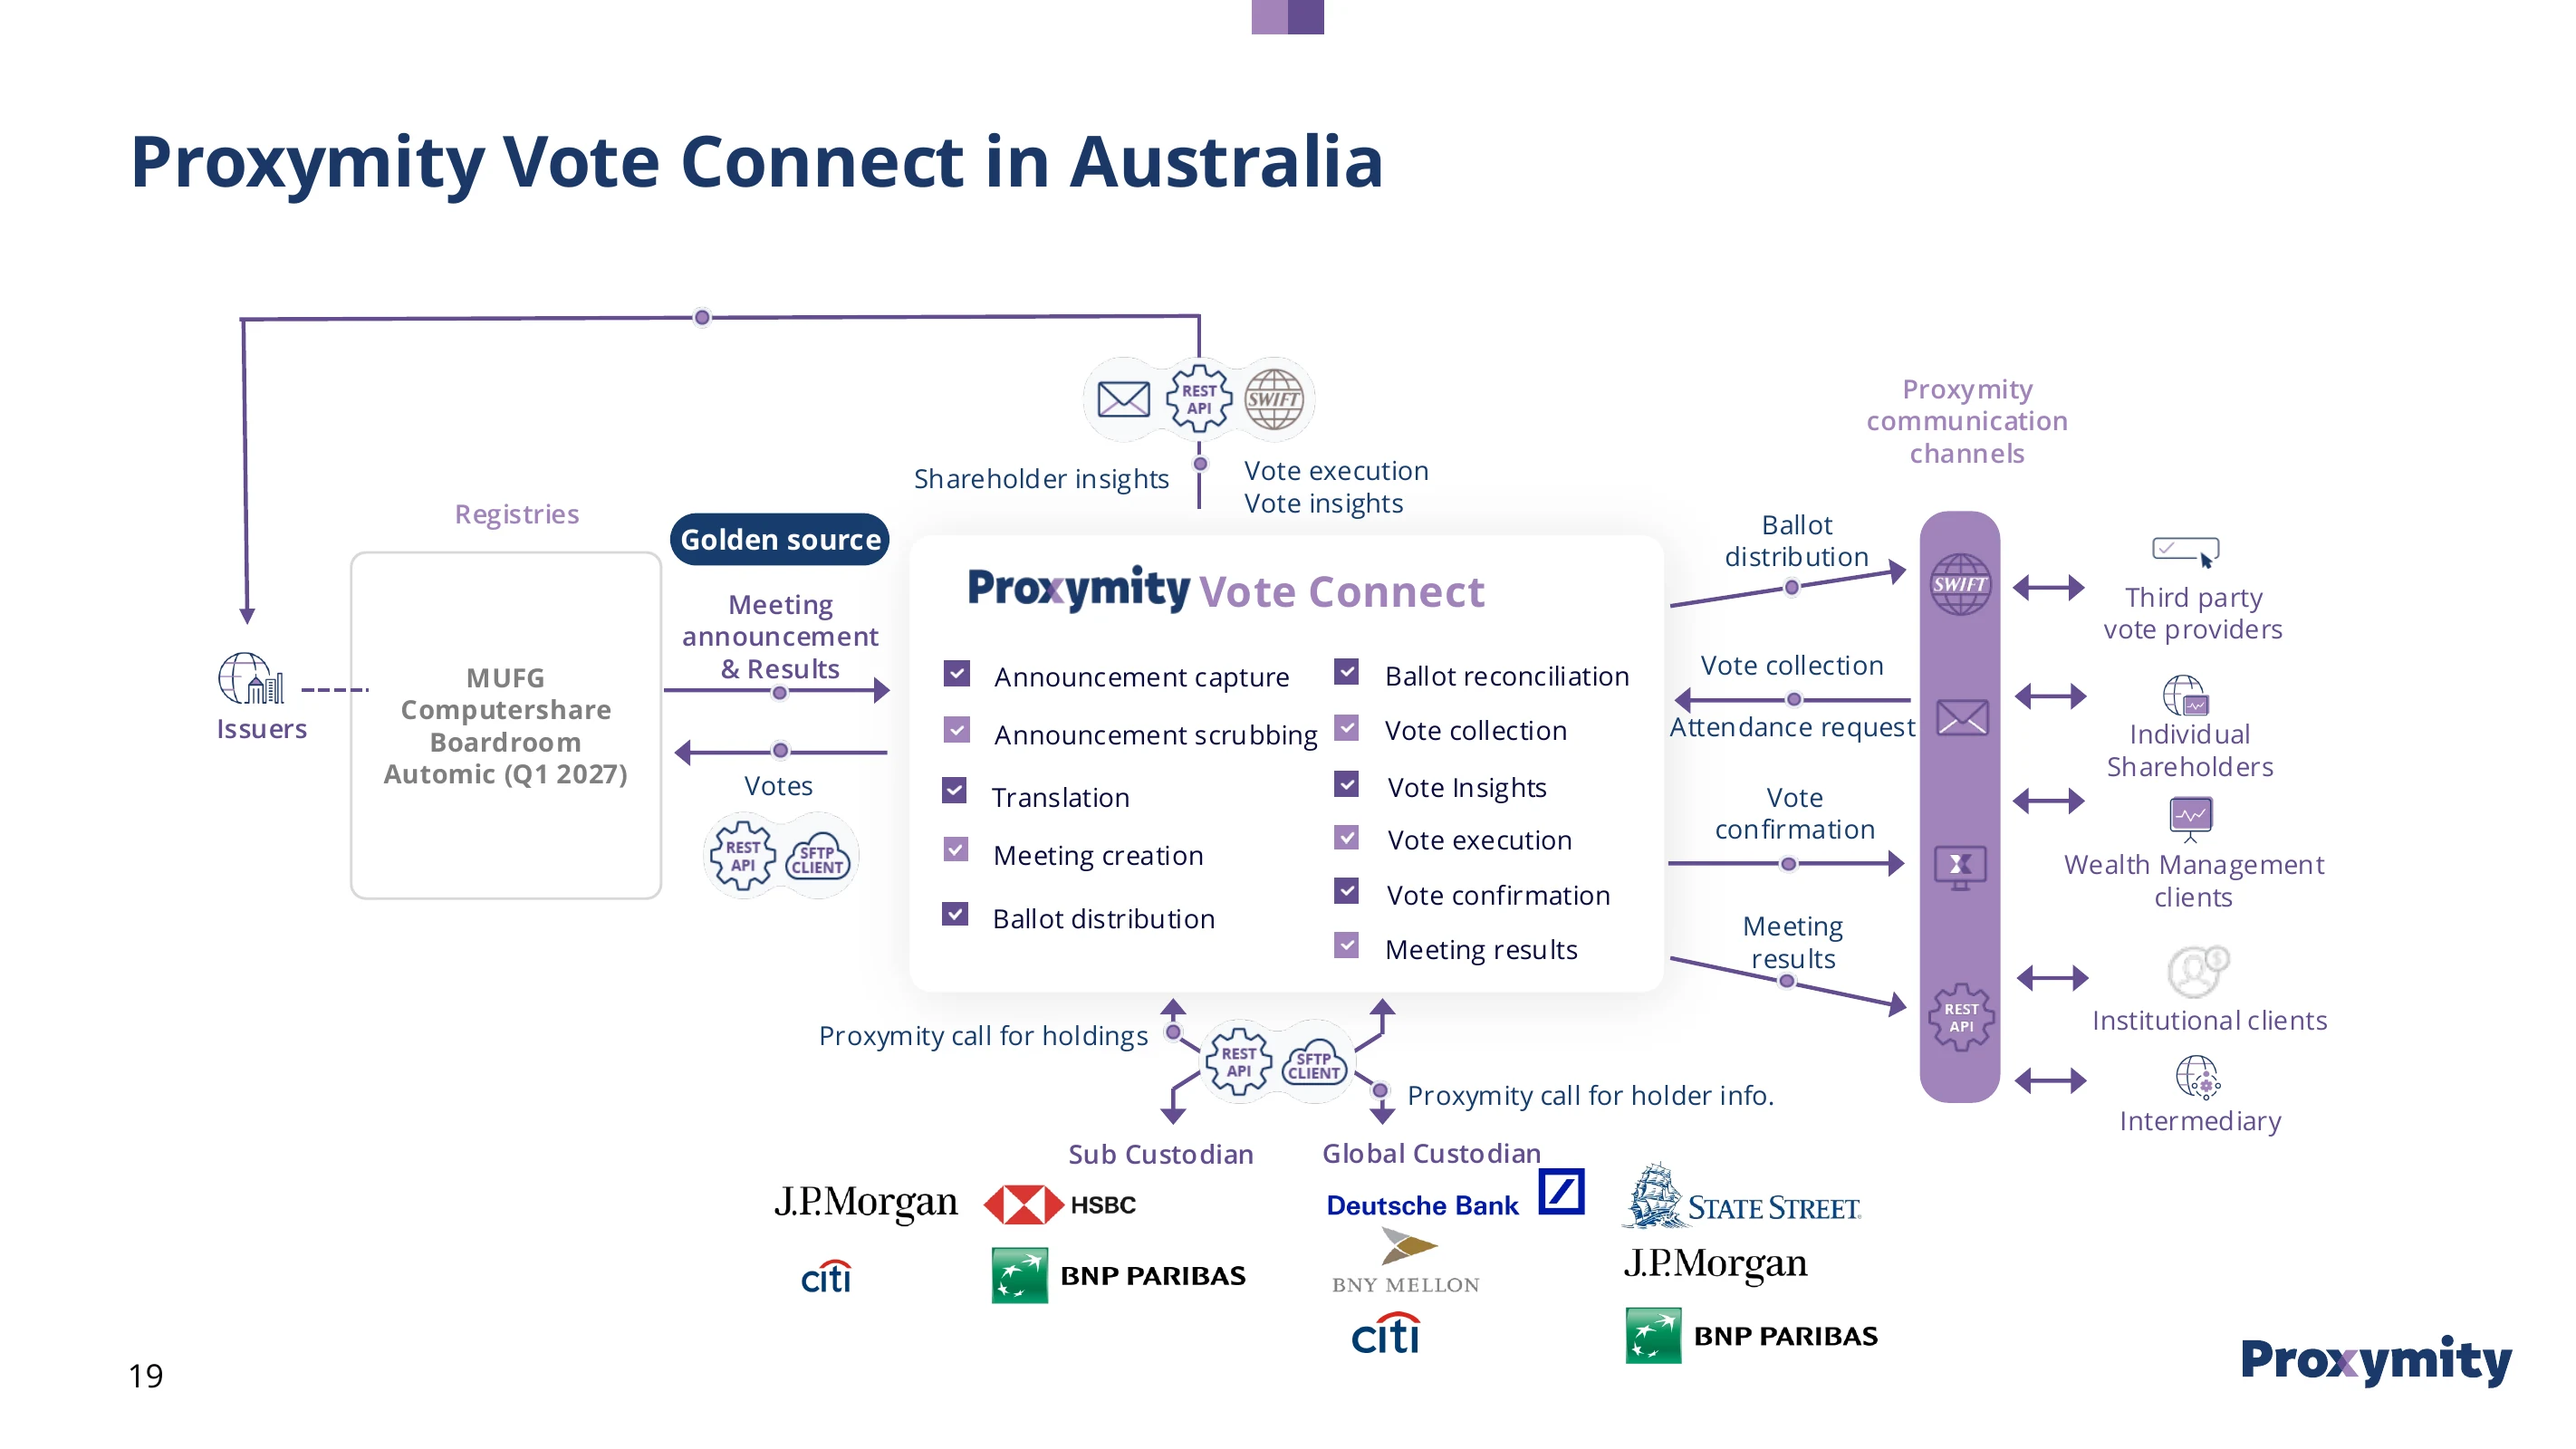 Proxymity Vote Connect in Australia
REST
API
SWIFT
Shareholder insights
Vote execution
Vote insights
Proxymity
communication
channels
Registries
MUFG
Computershare
Boardroom
Automic (Q1 2027)
Issuers
Golden source
Meeting
announcement
& Results
Votes
REST
API
SFTP
CLIENT
Proxymity Vote Connect
Announcement capture
Announcement scrubbing
Translation
Meeting creation
Ballot distribution
Ballot reconciliation
Vote collection
Vote Insights
Vote execution
Vote confirmation
Meeting results
Ballot
distribution
Vote collection
Attendance request
Vote
confirmation
Meeting
results
SWIFT
REST
API
Third party
vote providers
Individual
Shareholders
Wealth Management
clients
Institutional clients
Intermediary
Proxymity call for holdings
REST
API
SFTP
CLIENT
Proxymity call for holder info.
Sub Custodian
J.P.Morgan
HSBC
citi
BNP PARIBAS
Global Custodian
Deutsche Bank
STATE STREET.
BNY MELLON
J.P.Morgan
citi
BNP PARIBAS
19
Proxymity